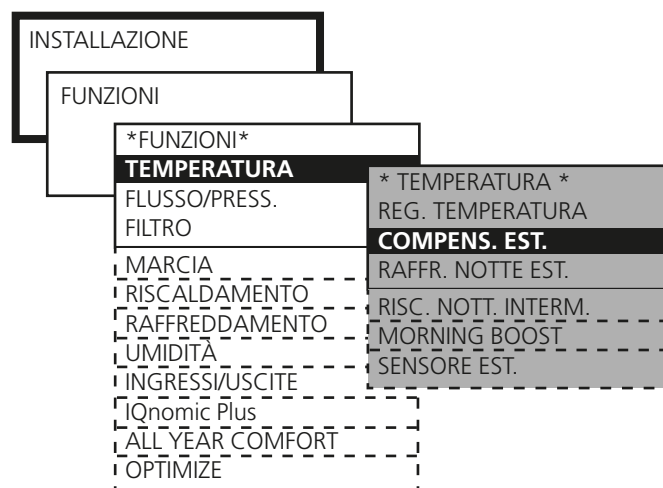 INSTALLAZIONE
FUNZIONI
*FUNZIONI*
TEMPERATURA
FLUSSO/PRESS.
FILTRO
MARCIA
RISCALDAMENTO
RAFFREDDAMENTO
UMIDITÀ
INGRESSI/USCITE
IQnomic Plus
ALL YEAR COMFORT
OPTIMIZE
* TEMPERATURA *
REG. TEMPERATURA
COMPENS. EST.
RAFFR. NOTTE EST.
RISC. NOTT. INTERM.
MORNING BOOST
SENSORE EST.